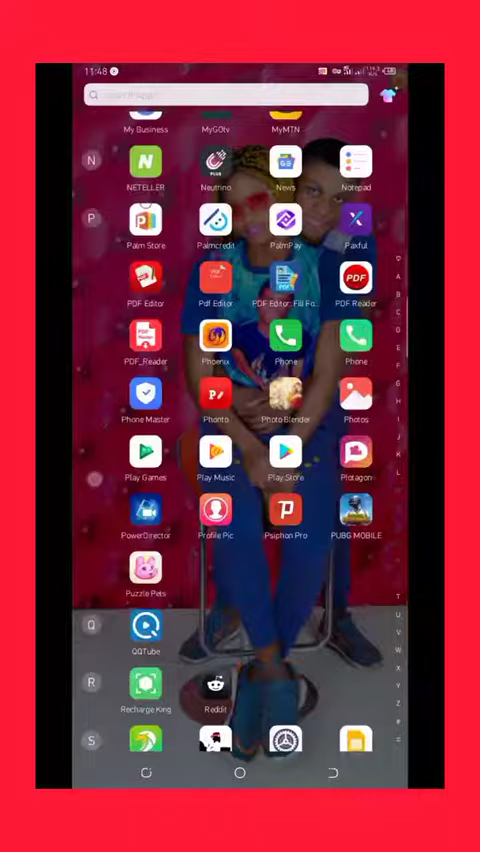 11:48
My Business MyGOtv MyMTN
N
NETELLER Neutrino News Notepad
P
Palm Store Palmcredit PalmPay Paxful
PDF Editor Pdf Editor PDF Editor: Fill Fo.. PDF Reader
PDF_Reader Phoenix Phone Phone
Phone Master Phonto Photo Blender Photos
Play Games Play Music Play Store Plotagon
PowerDirector Profile Pic Psiphon Pro PUBG MOBILE
Puzzle Pets
Q
QQTube
R
Recharge King Reddit
S
A
B
C
D
E
F
G
H
I
J
K
L
T
U
V
W
X
Y
Z
#